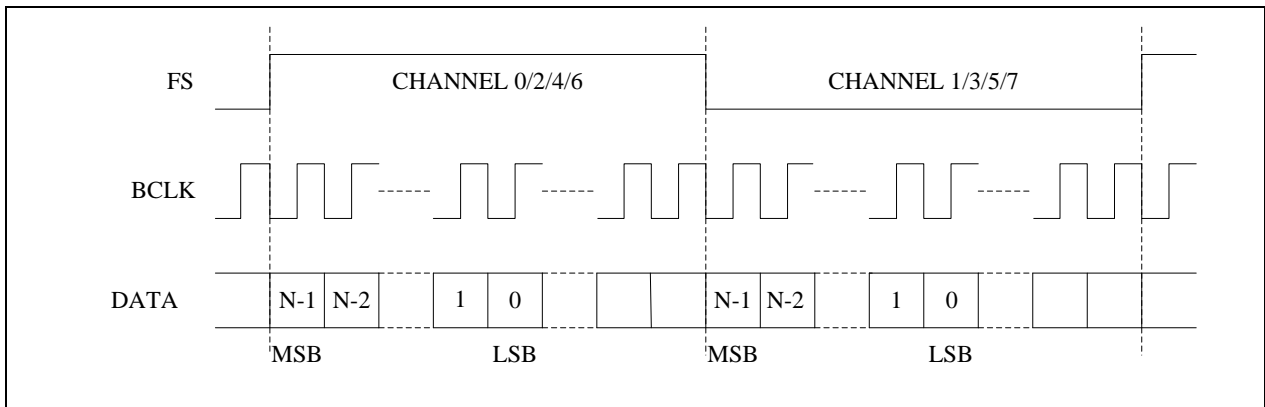 FS CHANNEL 0/2/4/6 CHANNEL 1/3/5/7
BCLK
DATA N-1 N-2 1 0 N-1 N-2 1 0
MSB LSB MSB LSB